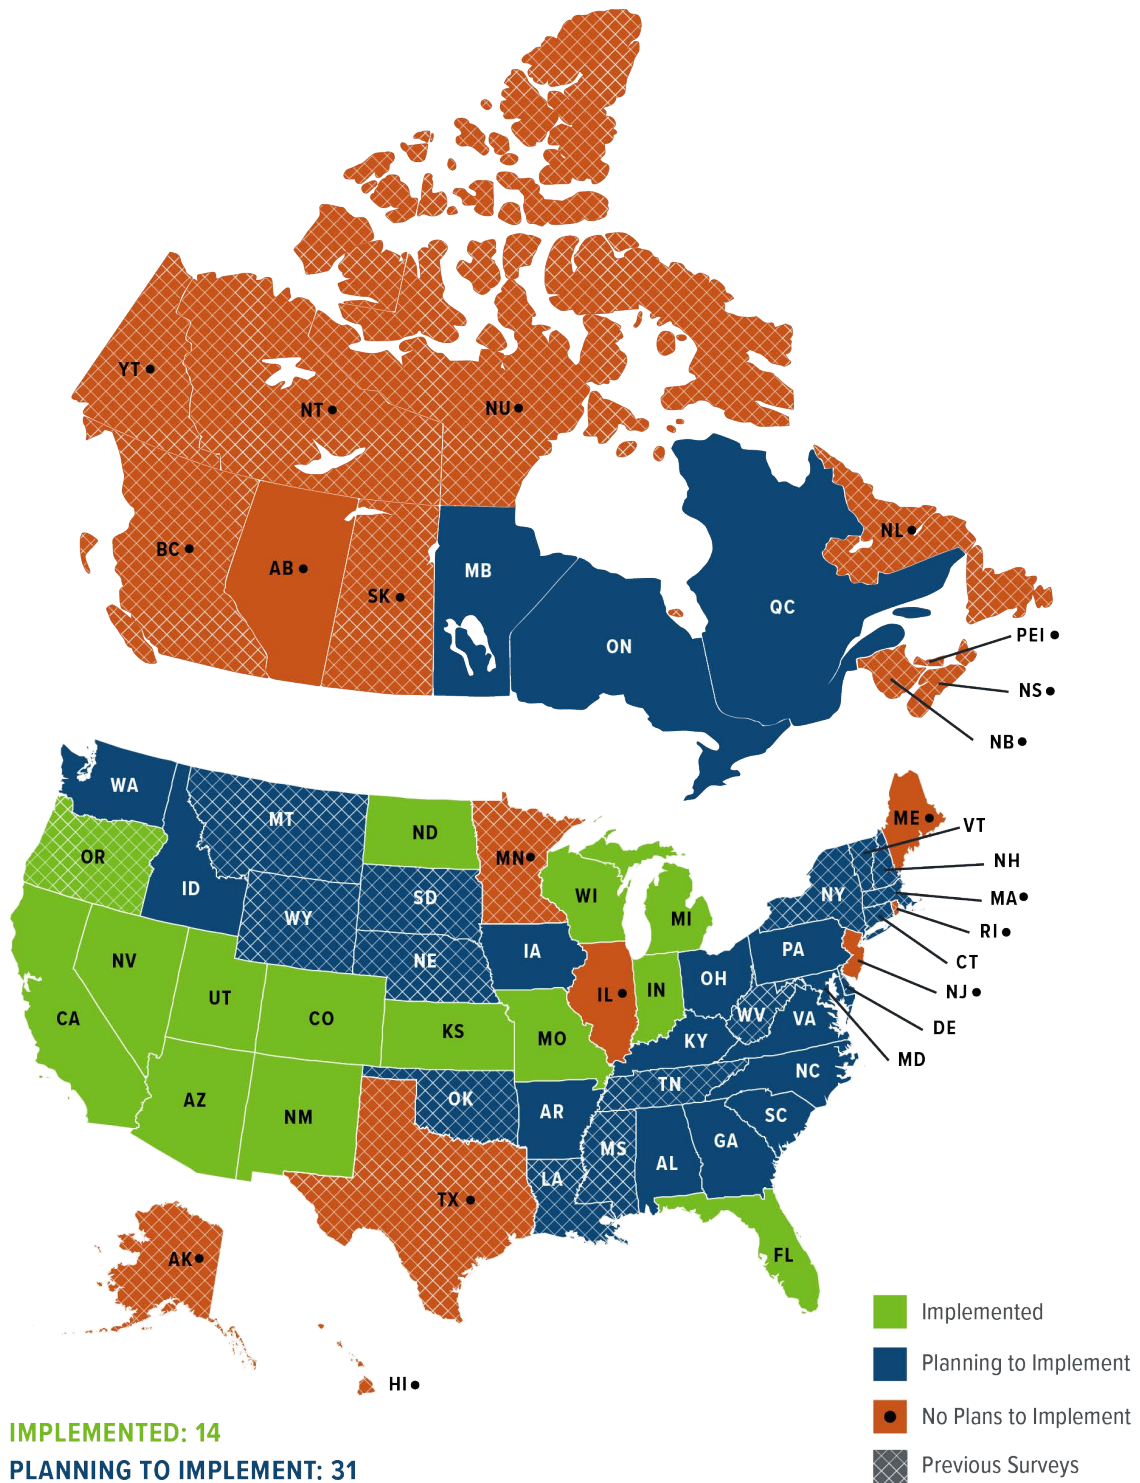 YT
NT
NU
BC
AB
SK
MB
ON
QC
NL
PEI
NS
NB
WA
MT
ND
MN
ME
VT
OR
ID
WY
SD
WI
MI
NY
NH
MA
RI
CT
NJ
DE
MD
NV
UT
CO
NE
IA
IL
IN
OH
PA
CA
KS
MO
KY
WV
VA
AZ
NM
OK
AR
TN
NC
SC
MS
AL
GA
TX
LA
FL
AK
HI
Implemented
Planning to Implement
No Plans to Implement
Previous Surveys
IMPLEMENTED: 14
PLANNING TO IMPLEMENT: 31